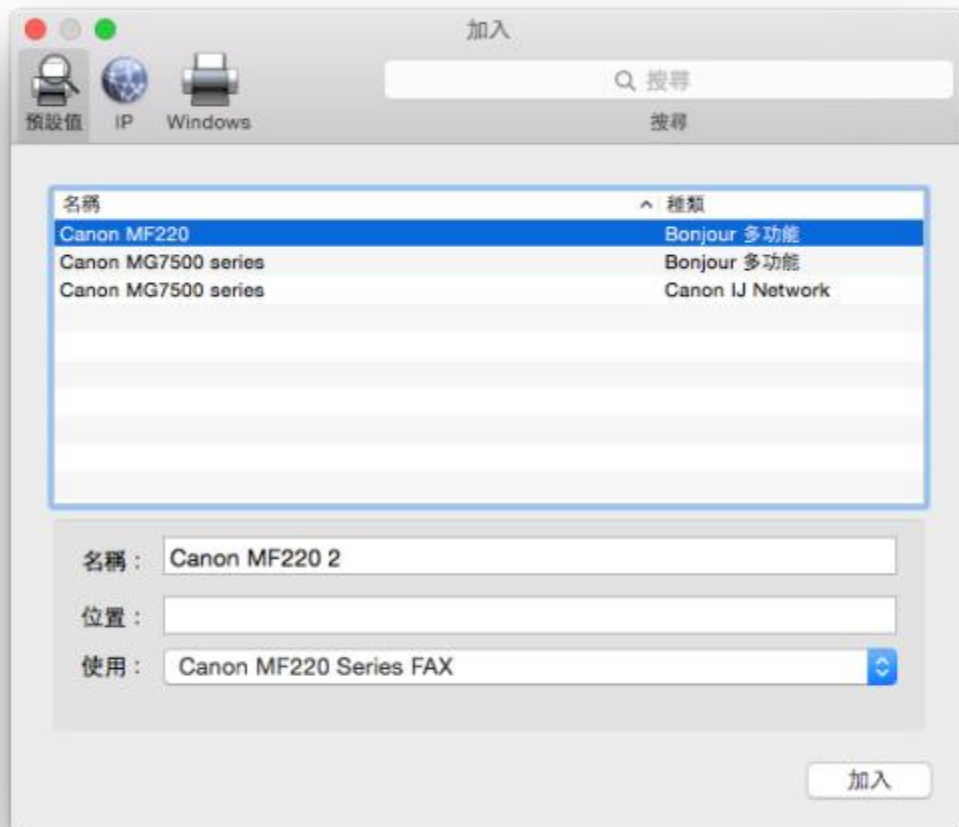 加入
搜尋
預設值 IP Windows 搜尋
名稱 種類
Canon MF220 Bonjour 多功能
Canon MG7500 series Bonjour 多功能
Canon MG7500 series Canon IJ Network
名稱： Canon MF220 2
位置：
使用： Canon MF220 Series FAX
加入